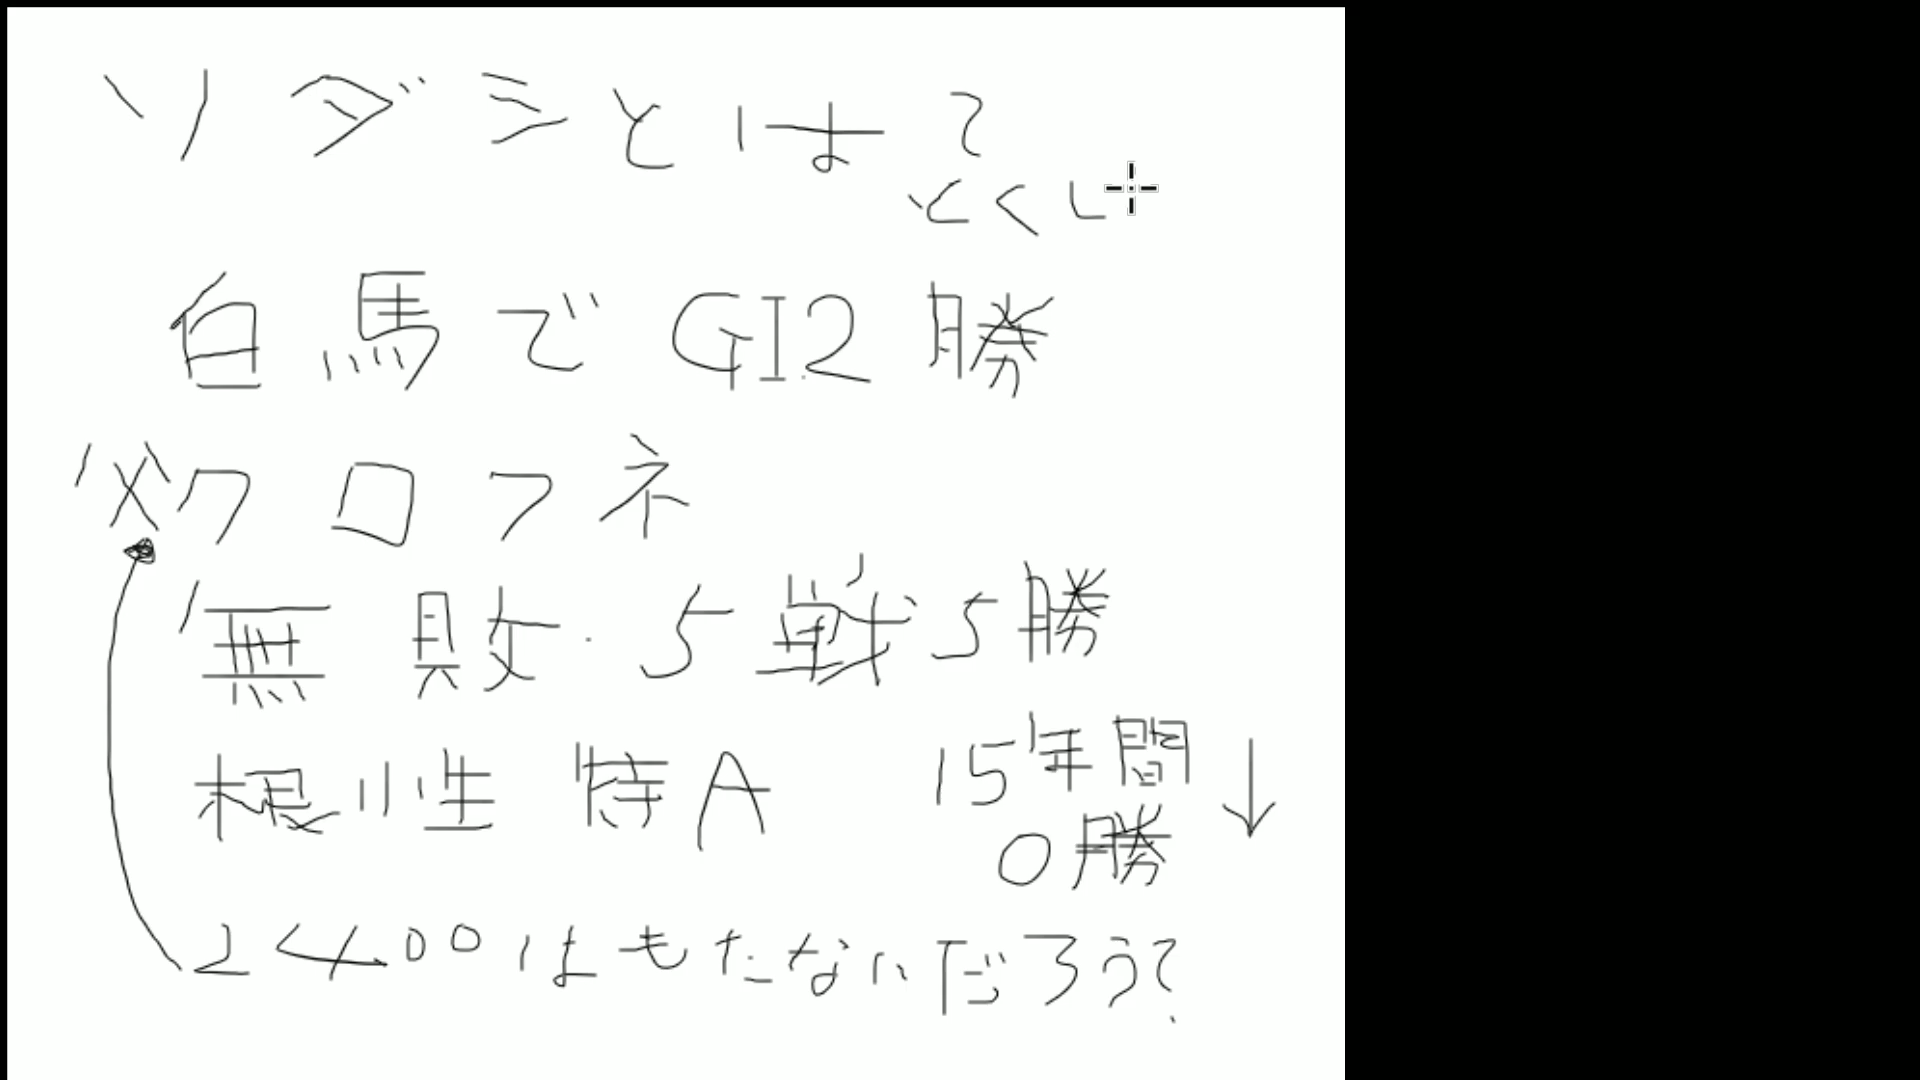 ソダシとは?
とくし
白馬でGI2勝
父クロフネ
無敗・5戦5勝
根性特A
15年間
0勝
2400はもたないだろう?